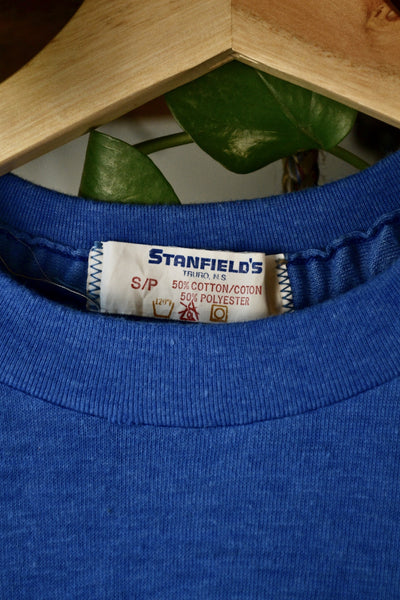 STANFIELD'S
TRURO, N.S.
S/P 50% COTTON/COTON
50% POLYESTER